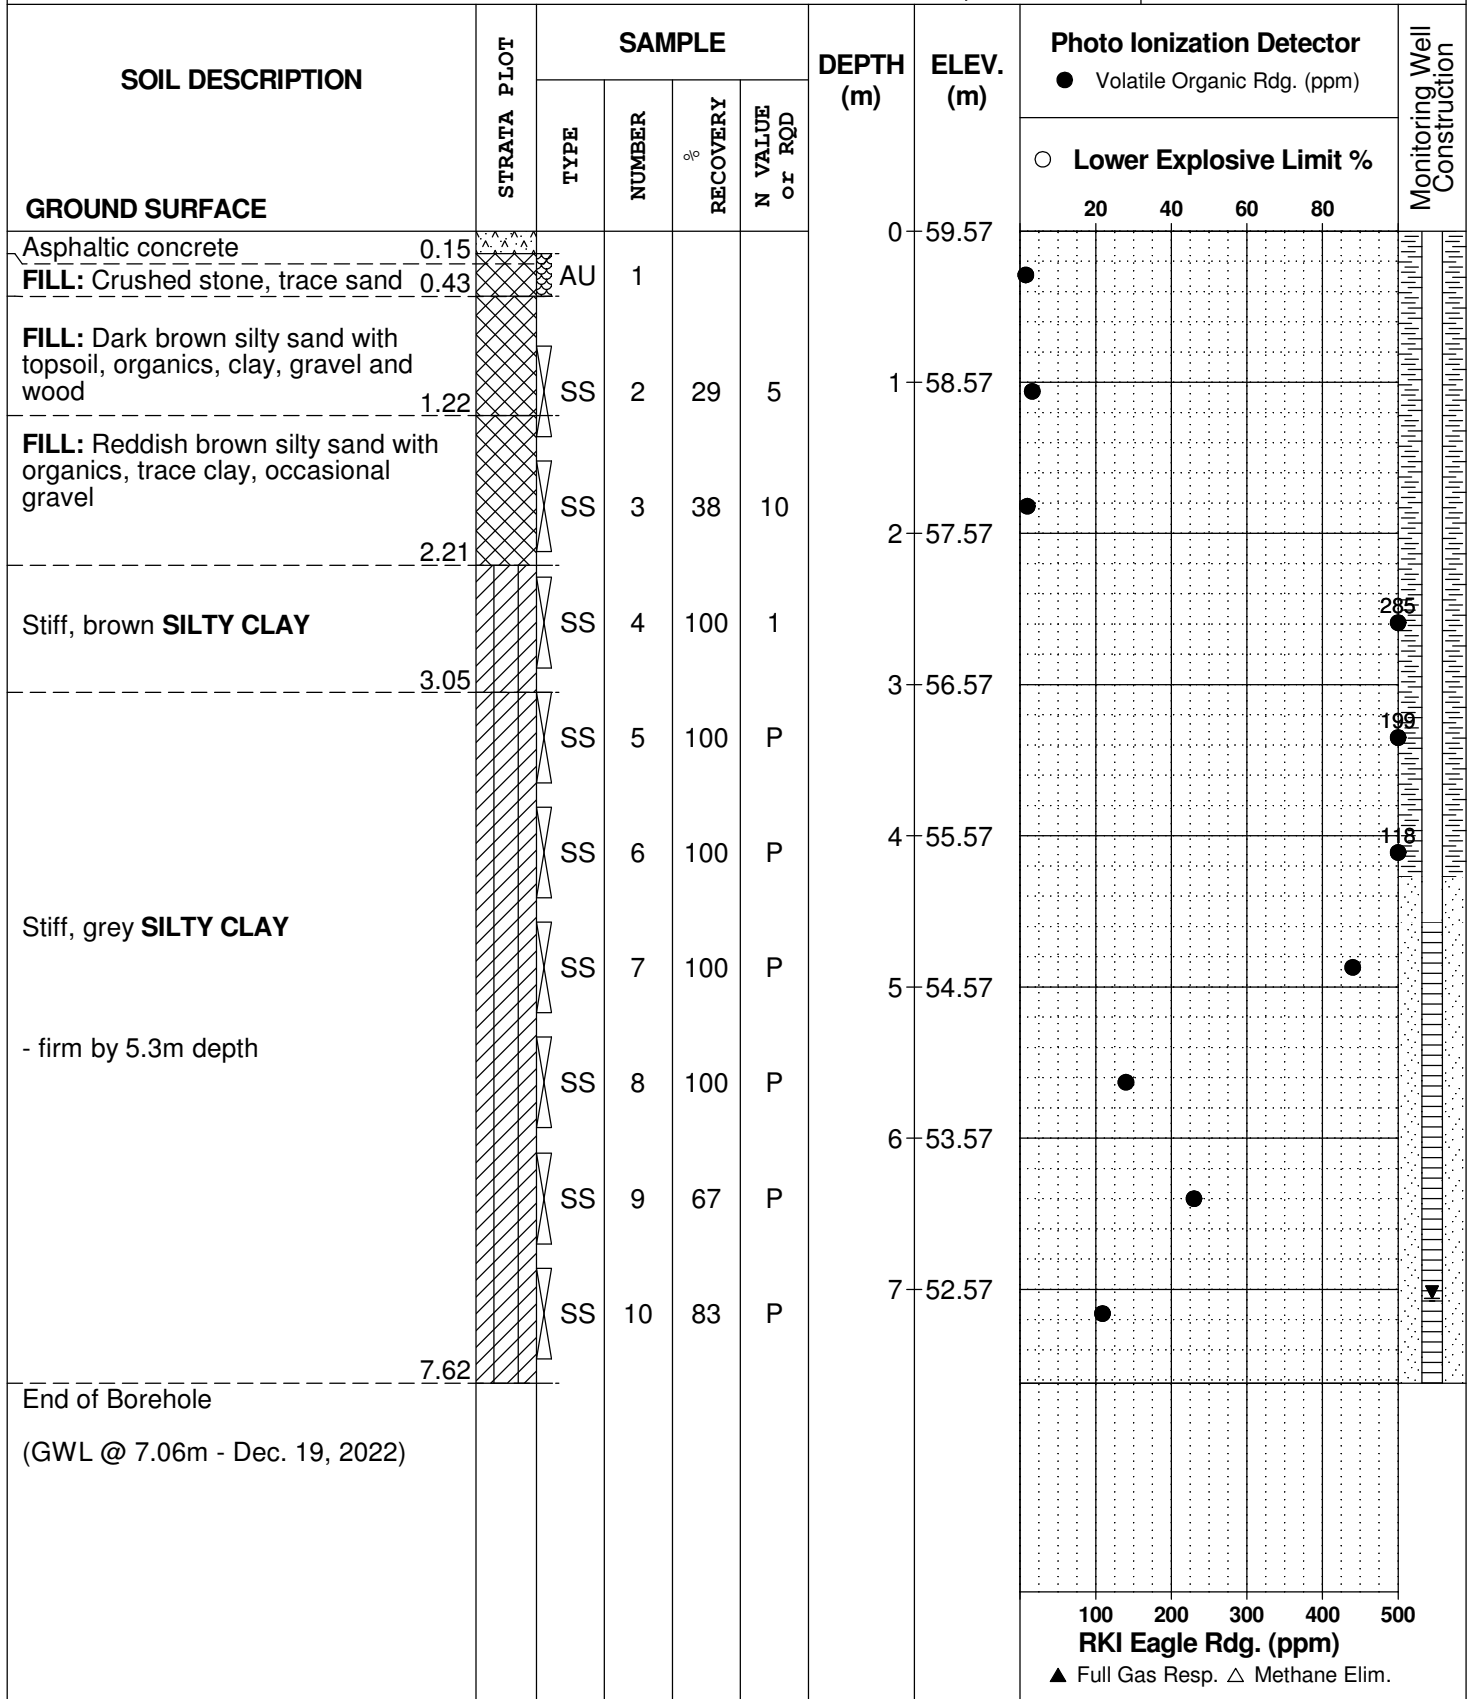 SOIL DESCRIPTION
STRATA PLOT
SAMPLE
TYPE
NUMBER
% RECOVERY
N VALUE or RQD
DEPTH (m)
ELEV. (m)
Photo Ionization Detector
● Volatile Organic Rdg. (ppm)
○ Lower Explosive Limit %
Monitoring Well Construction
20 40 60 80
GROUND SURFACE
0 59.57
Asphaltic concrete 0.15
FILL: Crushed stone, trace sand 0.43
AU 1
FILL: Dark brown silty sand with
topsoil, organics, clay, gravel and
wood
1.22
SS 2 29 5
1 58.57
FILL: Reddish brown silty sand with
organics, trace clay, occasional
gravel
2.21
SS 3 38 10
2 57.57
Stiff, brown SILTY CLAY
3.05
SS 4 100 1
285
3 56.57
SS 5 100 P
199
4 55.57
118
SS 6 100 P
Stiff, grey SILTY CLAY
SS 7 100 P
5 54.57
- firm by 5.3m depth
SS 8 100 P
6 53.57
SS 9 67 P
7 52.57
SS 10 83 P
7.62
End of Borehole
(GWL @ 7.06m - Dec. 19, 2022)
100 200 300 400 500
RKI Eagle Rdg. (ppm)
▲ Full Gas Resp. △ Methane Elim.